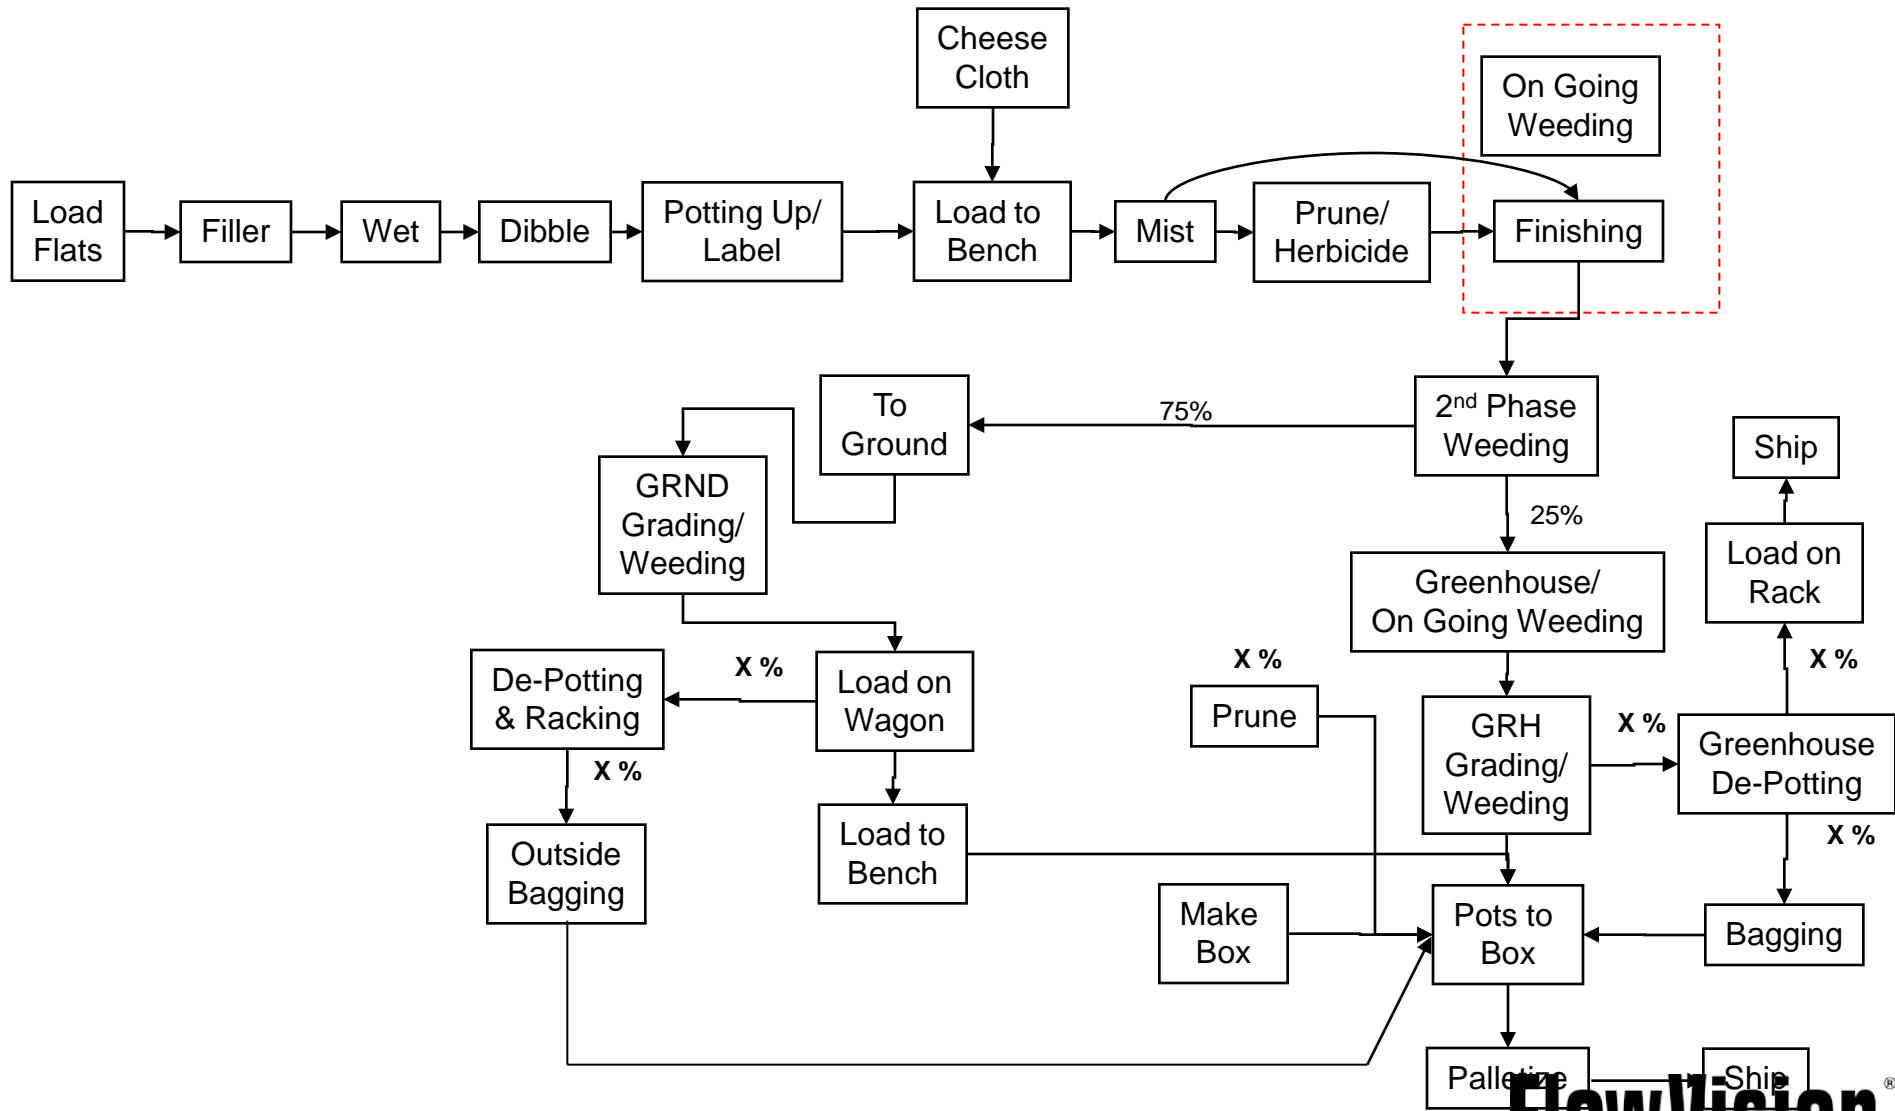 Cheese
Cloth
On Going
Weeding
Load
Flats
Filler
Wet
Dibble
Potting Up/
Label
Load to
Bench
Mist
Prune/
Herbicide
Finishing
To
Ground
75%
2nd Phase
Weeding
Ship
GRND
Grading/
Weeding
25%
Load on
Rack
Greenhouse/
On Going Weeding
De-Potting
& Racking
X %
Load on
Wagon
X %
Prune
X %
GRH
Grading/
Weeding
X %
Greenhouse
De-Potting
X %
X %
Outside
Bagging
Load to
Bench
Make
Box
Pots to
Box
Bagging
Palletize
Ship
FlowVision®